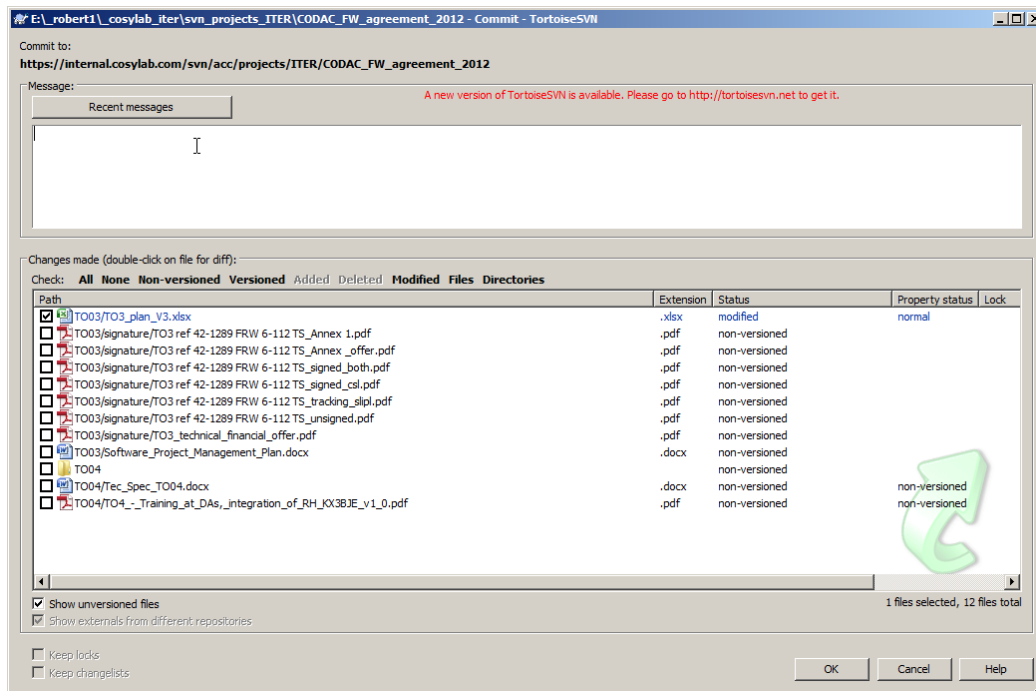 E:\_robert1\_cosylab_iter\svn_projects_ITER\CODAC_FW_agreement_2012 - Commit - TortoiseSVN
Commit to:
https://internal.cosylab.com/svn/acc/projects/ITER/CODAC_FW_agreement_2012
Message:
Recent messages
A new version of TortoiseSVN is available. Please go to http://tortoisesvn.net to get it.
Changes made (double-click on file for diff):
Check: All None Non-versioned Versioned Added Deleted Modified Files Directories
Path Extension Status Property status Lock
TO03/TO3_plan_V3.xlsx .xlsx modified normal
TO03/signature/TO3 ref 42-1289 FRW 6-112 TS_Annex 1.pdf .pdf non-versioned
TO03/signature/TO3 ref 42-1289 FRW 6-112 TS_Annex _offer.pdf .pdf non-versioned
TO03/signature/TO3 ref 42-1289 FRW 6-112 TS_signed_both.pdf .pdf non-versioned
TO03/signature/TO3 ref 42-1289 FRW 6-112 TS_signed_csl.pdf .pdf non-versioned
TO03/signature/TO3 ref 42-1289 FRW 6-112 TS_tracking_slipl.pdf .pdf non-versioned
TO03/signature/TO3 ref 42-1289 FRW 6-112 TS_unsigned.pdf .pdf non-versioned
TO03/signature/TO3_technical_financial_offer.pdf .pdf non-versioned
TO03/Software_Project_Management_Plan.docx .docx non-versioned
TO04 non-versioned
TO04/Tec_Spec_TO04.docx .docx non-versioned non-versioned
TO04/TO4_-_Training_at_DAs,_integration_of_RH_KX3BJE_v1_0.pdf .pdf non-versioned non-versioned
Show unversioned files
1 files selected, 12 files total
Show externals from different repositories
Keep locks
Keep changelists
OK Cancel Help